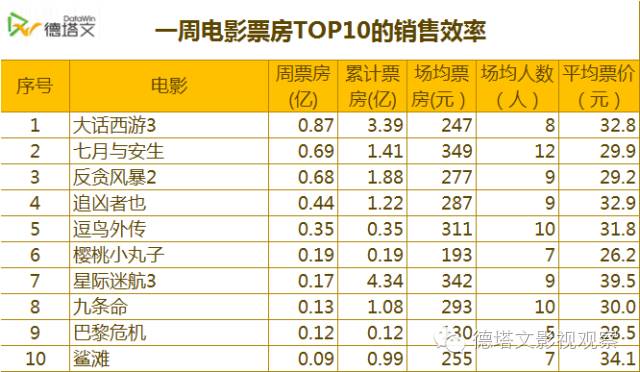 DataWin
德塔文
一周电影票房TOP10的销售效率
序号 电影 周票房(亿) 累计票房(亿) 场均票房(元) 场均人数(人) 平均票价(元)
1 大话西游3 0.87 3.39 247 8 32.8
2 七月与安生 0.69 1.41 349 12 29.9
3 反贪风暴2 0.68 1.88 277 9 29.2
4 追凶者也 0.44 1.22 287 9 32.9
5 逗鸟外传 0.35 0.35 311 10 31.8
6 樱桃小丸子 0.19 0.19 193 7 26.2
7 星际迷航3 0.17 4.34 342 9 39.5
8 九条命 0.13 1.08 293 10 30.0
9 巴黎危机 0.12 0.12 5
德塔文影视观察
10 鲨滩 0.09 0.99 255 7 34.1